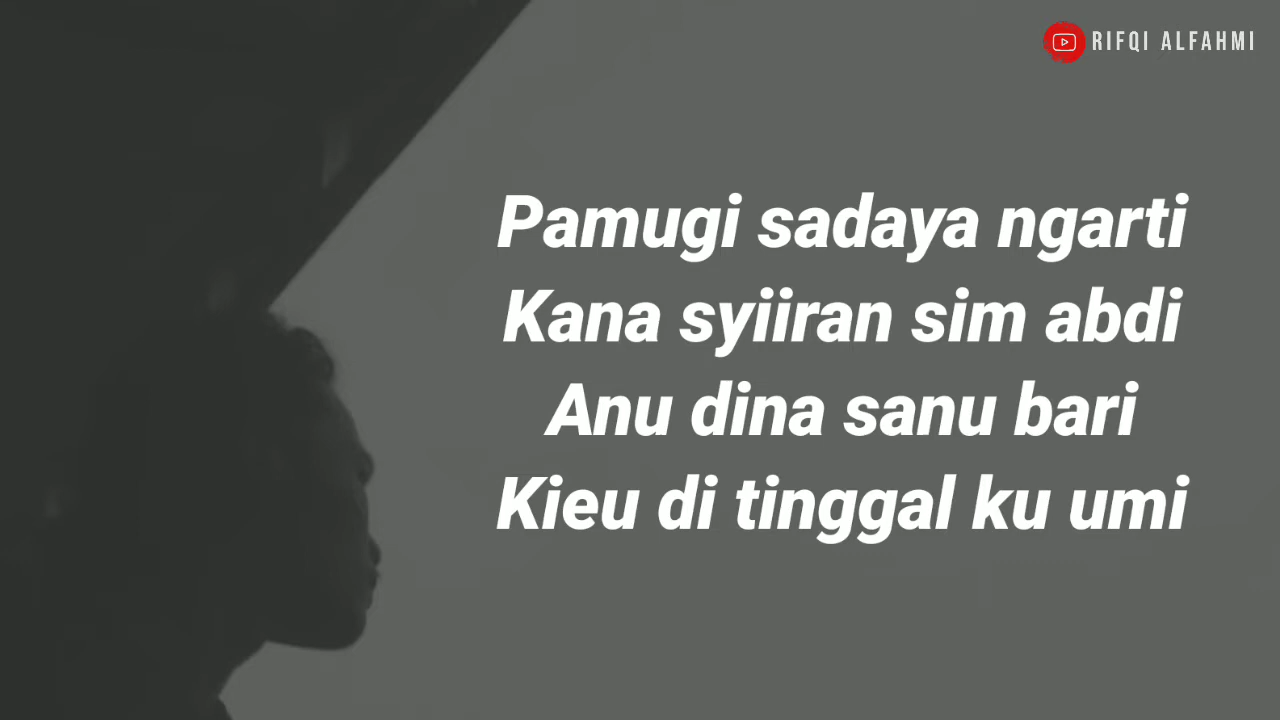 RIFQI ALFAHMI
Pamugi sadaya ngarti
Kana syiiran sim abdi
Anu dina sanu bari
Kieu di tinggal ku umi